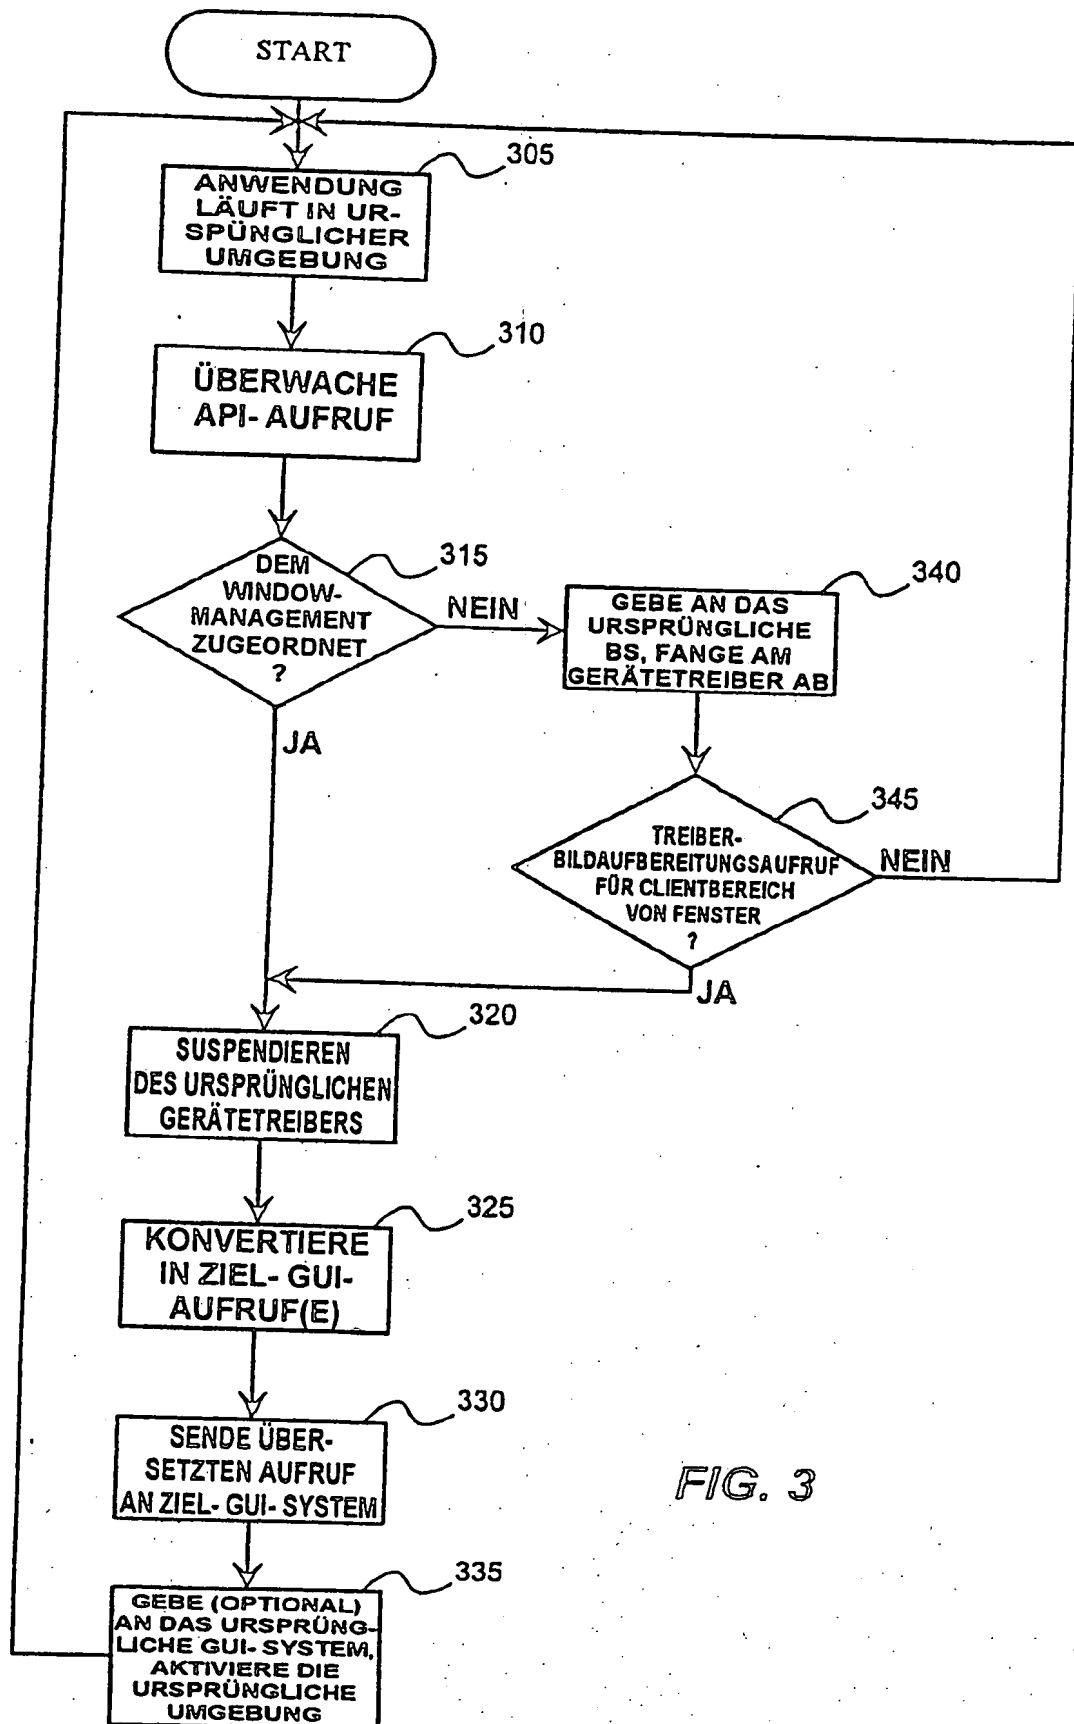 START
305
ANWENDUNG
LÄUFT IN UR-
SPÜNGLICHER
UMGEBUNG
310
ÜBERWACHE
API- AUFRUF
315
DEM
WINDOW-
MANAGEMENT
ZUGEORDNET
?
NEIN
JA
340
GEBE AN DAS
URSPRÜNGLICHE
BS, FANGE AM
GERÄTETREIBER AB
345
TREIBER-
BILDAUFBEREITUNGSAUFRUF
FÜR CLIENTBEREICH
VON FENSTER
?
NEIN
JA
320
SUSPENDIEREN
DES URSPRÜNGLICHEN
GERÄTETREIBERS
325
KONVERTIERE
IN ZIEL- GUI-
AUFRUF(E)
330
SENDE ÜBER-
SETZTEN AUFRUF
AN ZIEL- GUI- SYSTEM
335
GEBE (OPTIONAL)
AN DAS URSPRÜNG-
LICHE GUI- SYSTEM,
AKTIVIERE DIE
URSPRÜNGLICHE
UMGEBUNG
FIG. 3